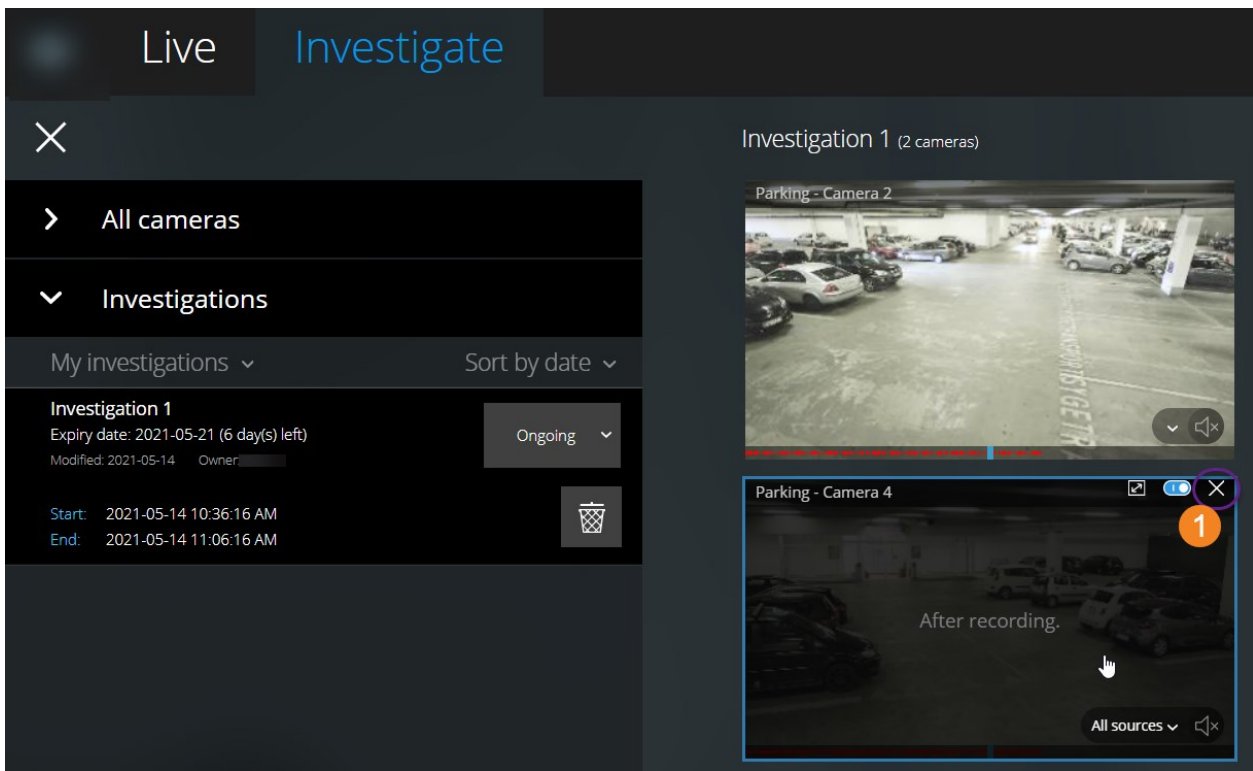 Live
Investigate
Investigation 1 (2 cameras)
All cameras
Investigations
My investigations
Sort by date
Investigation 1
Expiry date: 2021-05-21 (6 day(s) left)
Modified: 2021-05-14 Owner:
Ongoing
Start: 2021-05-14 10:36:16 AM
End: 2021-05-14 11:06:16 AM
Parking - Camera 2
Parking - Camera 4
1
After recording.
All sources